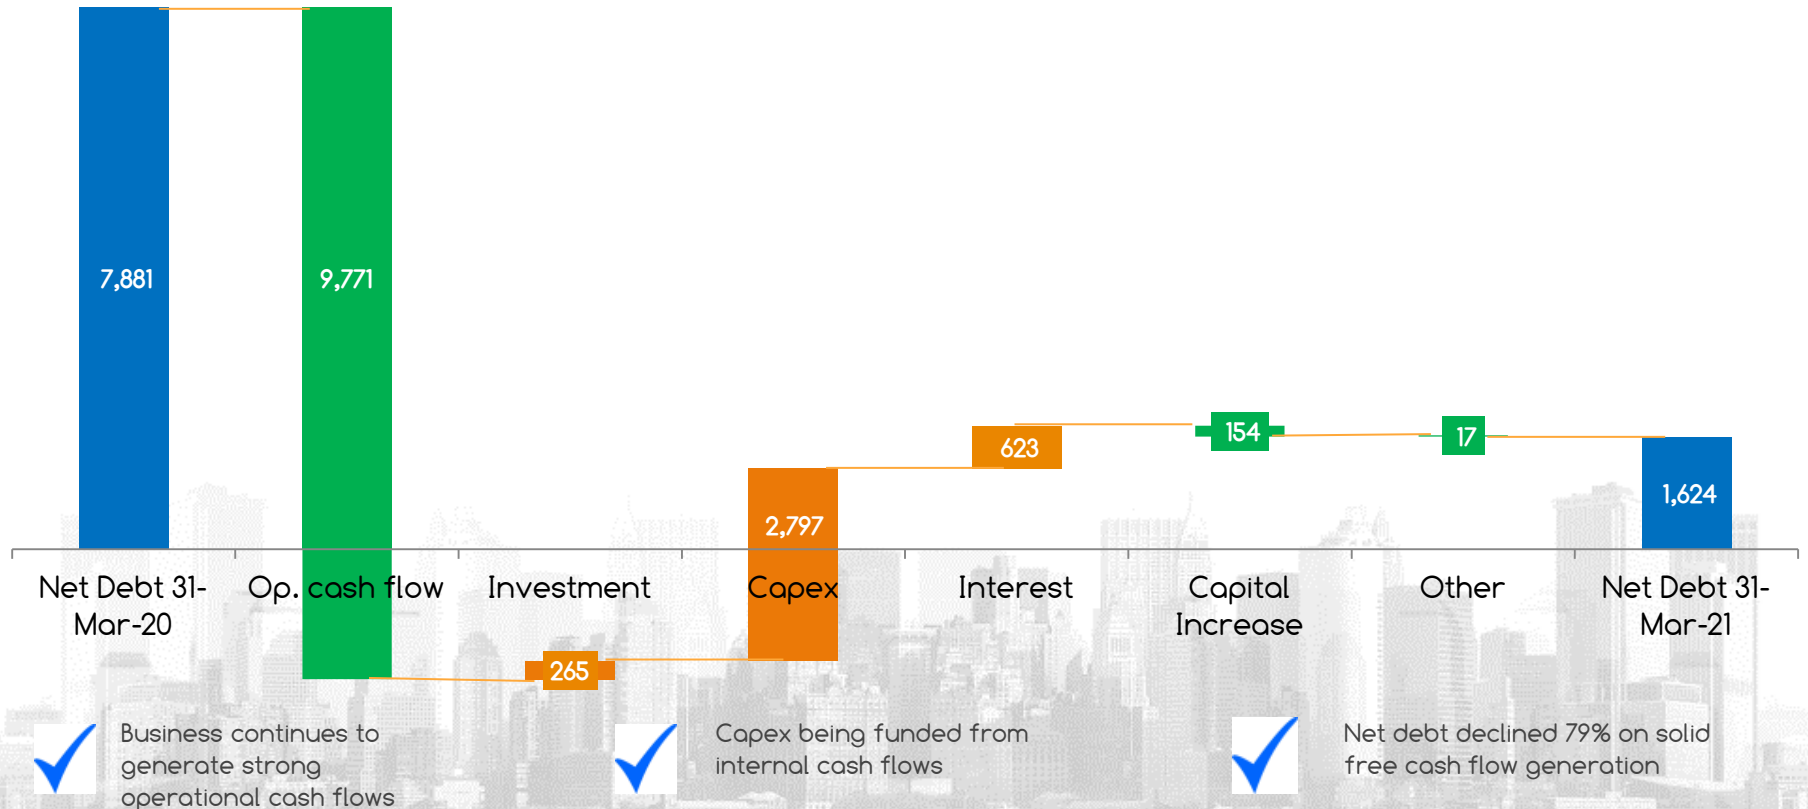 7,881
9,771
265
2,797
623
154
17
1,624
Net Debt 31-
Mar-20
Op. cash flow
Investment
Capex
Interest
Capital
Increase
Other
Net Debt 31-
Mar-21
Business continues to
generate strong
operational cash flows
Capex being funded from
internal cash flows
Net debt declined 79% on solid
free cash flow generation